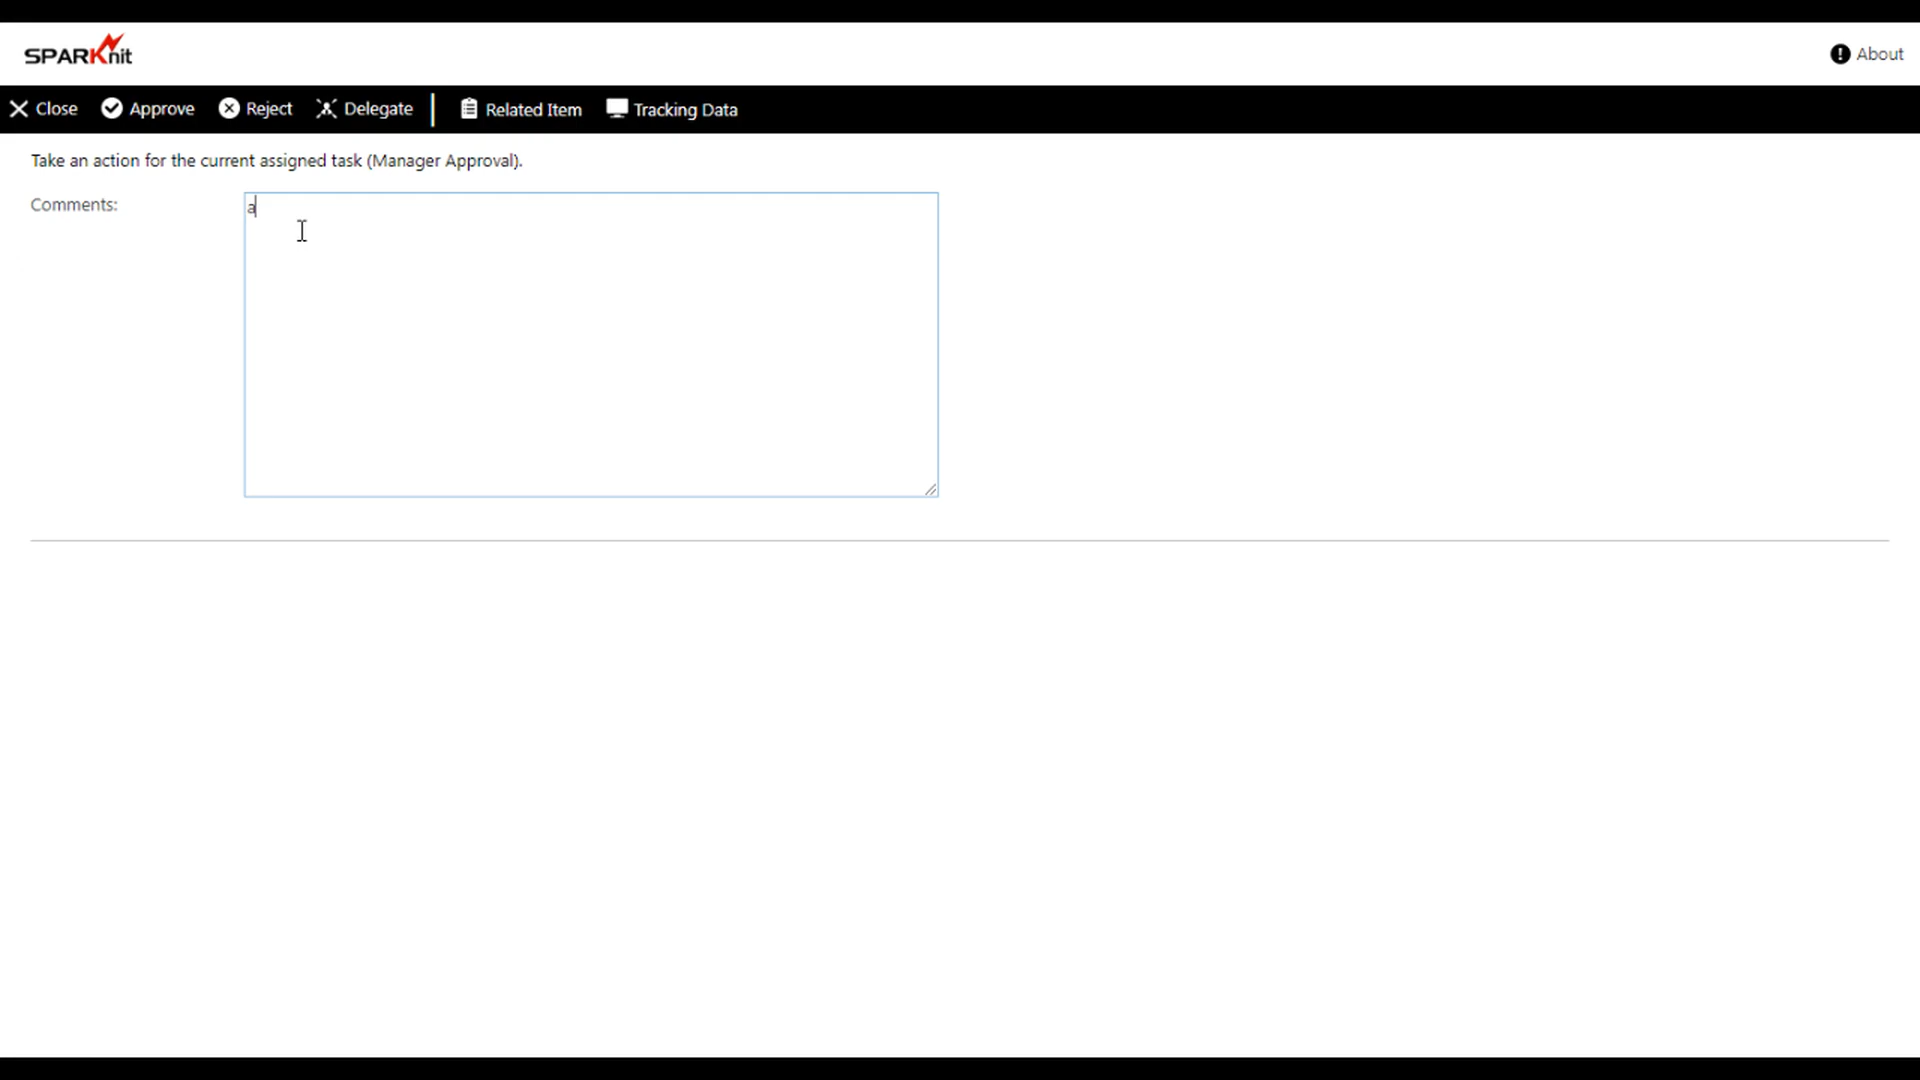 SPARKnit
About
Close Approve Reject Delegate Related Item Tracking Data
Take an action for the current assigned task (Manager Approval).
Comments:
a